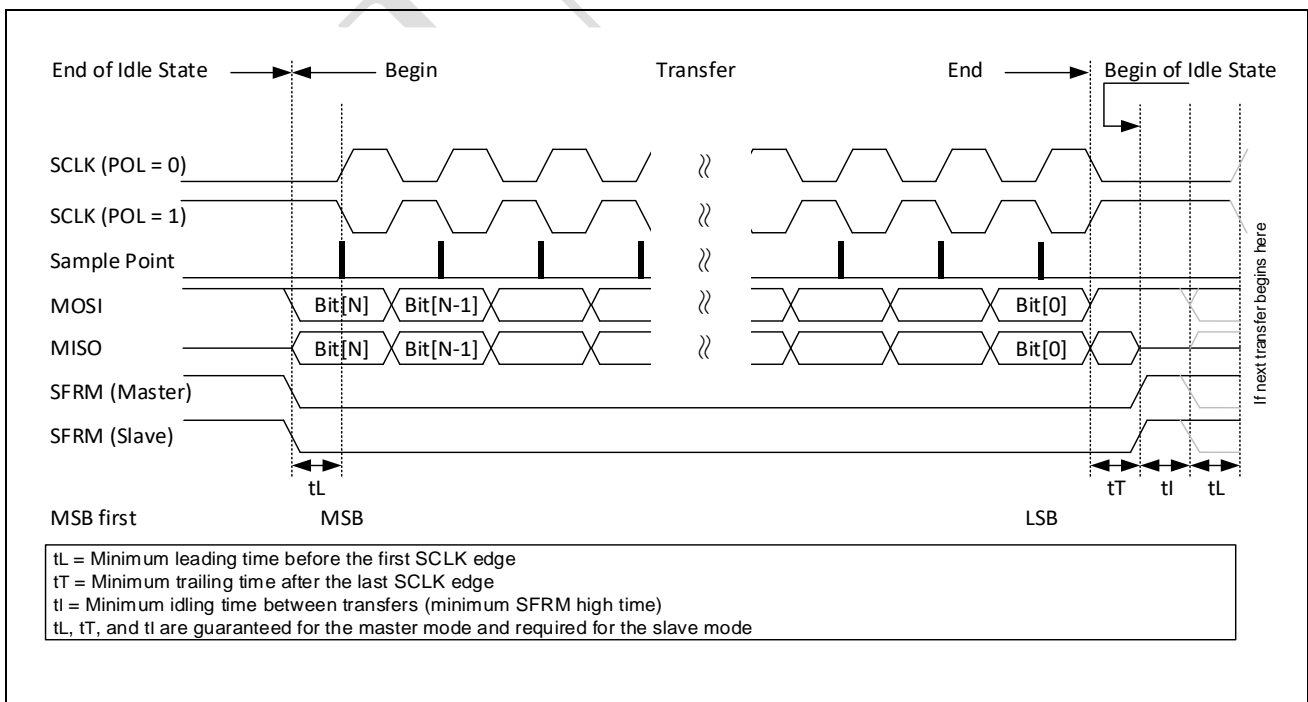 End of Idle State Begin Transfer End Begin of Idle State
SCLK (POL = 0)
SCLK (POL = 1)
Sample Point
MOSI Bit[N] Bit[N-1] Bit[0]
MISO Bit[N] Bit[N-1] Bit[0]
SFRM (Master)
SFRM (Slave)
If next transfer begins here
tL tT tI tL
MSB first MSB LSB
tL = Minimum leading time before the first SCLK edge
tT = Minimum trailing time after the last SCLK edge
tI = Minimum idling time between transfers (minimum SFRM high time)
tL, tT, and tI are guaranteed for the master mode and required for the slave mode